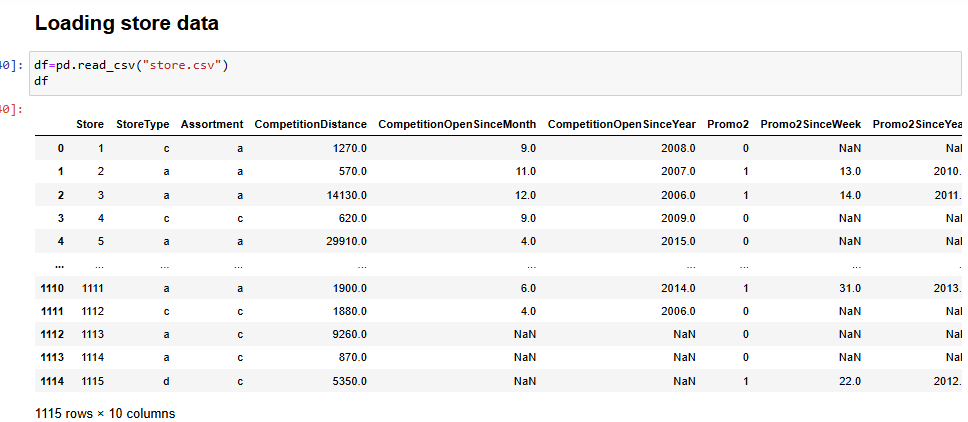 Loading store data
40]: df=pd.read_csv("store.csv")
df
40]:
Store StoreType Assortment CompetitionDistance CompetitionOpenSinceMonth CompetitionOpenSinceYear Promo2 Promo2SinceWeek Promo2SinceYea
0 1 c a 1270.0 9.0 2008.0 0 NaN Na
1 2 a a 570.0 11.0 2007.0 1 13.0 2010.
2 3 a a 14130.0 12.0 2006.0 1 14.0 2011.
3 4 c c 620.0 9.0 2009.0 0 NaN Na
4 5 a a 29910.0 4.0 2015.0 0 NaN Na
... ... ... ... ... ... ... ... ... ...
1110 1111 a a 1900.0 6.0 2014.0 1 31.0 2013.
1111 1112 c c 1880.0 4.0 2006.0 0 NaN Na
1112 1113 a c 9260.0 NaN NaN 0 NaN Na
1113 1114 a c 870.0 NaN NaN 0 NaN Na
1114 1115 d c 5350.0 NaN NaN 1 22.0 2012.
1115 rows × 10 columns